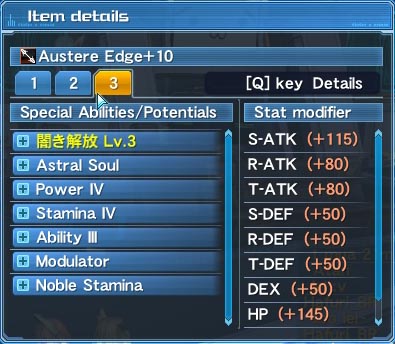 Item details
Austere Edge+10
1 2 3 [Q] key Details
Special Abilities/Potentials
闇き解放 Lv.3
Astral Soul
Power Ⅳ
Stamina Ⅳ
Ability Ⅲ
Modulator
Noble Stamina
Stat modifier
S-ATK (+115)
R-ATK (+80)
T-ATK (+80)
S-DEF (+50)
R-DEF (+50)
T-DEF (+50)
DEX (+50)
HP (+145)